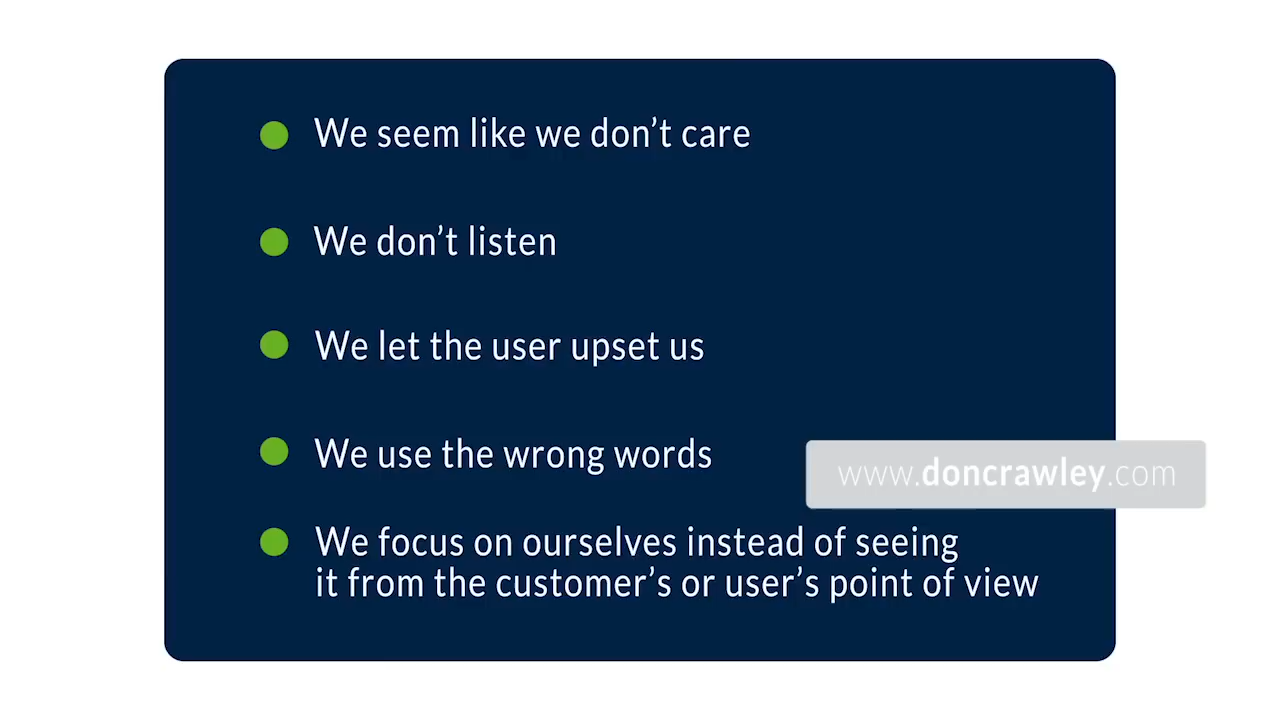 We seem like we don’t care
We don’t listen
We let the user upset us
We use the wrong words
www.doncrawley.com
We focus on ourselves instead of seeing
it from the customer’s or user’s point of view